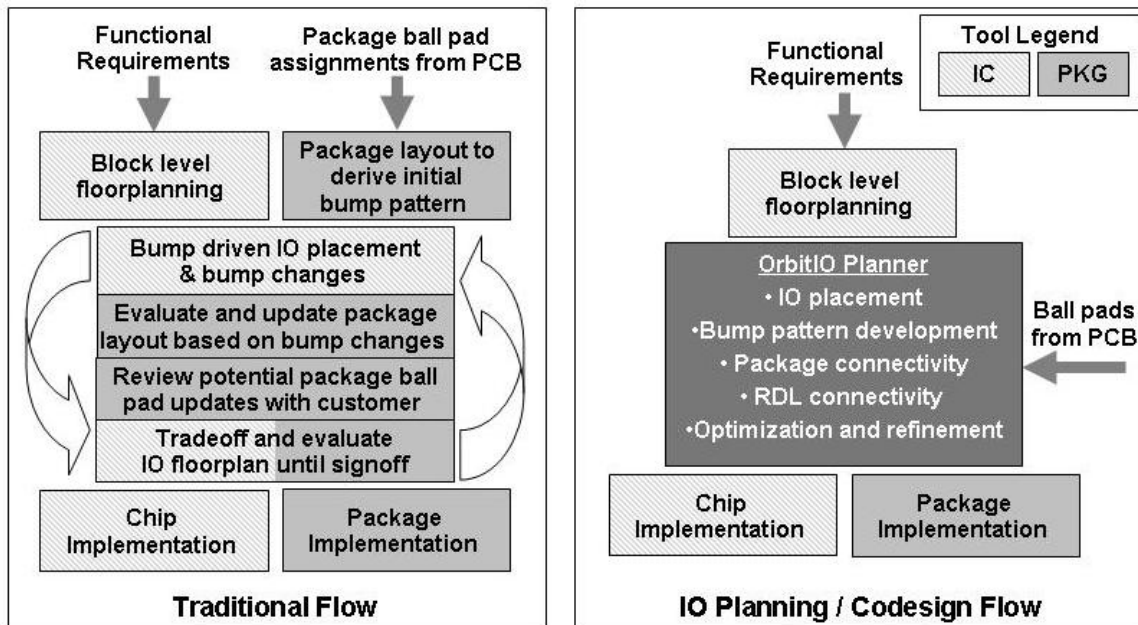 Functional
Requirements
Package ball pad
assignments from PCB
Block level
floorplanning
Package layout to
derive initial
bump pattern
Bump driven IO placement
& bump changes
Evaluate and update package
layout based on bump changes
Review potential package ball
pad updates with customer
Tradeoff and evaluate
IO floorplan until signoff
Chip
Implementation
Package
Implementation
Traditional Flow
Tool Legend
IC
PKG
Functional
Requirements
Block level
floorplanning
OrbitIO Planner
• IO placement
•Bump pattern development
• Package connectivity
• RDL connectivity
•Optimization and refinement
Ball pads
from PCB
Chip
Implementation
Package
Implementation
IO Planning / Codesign Flow